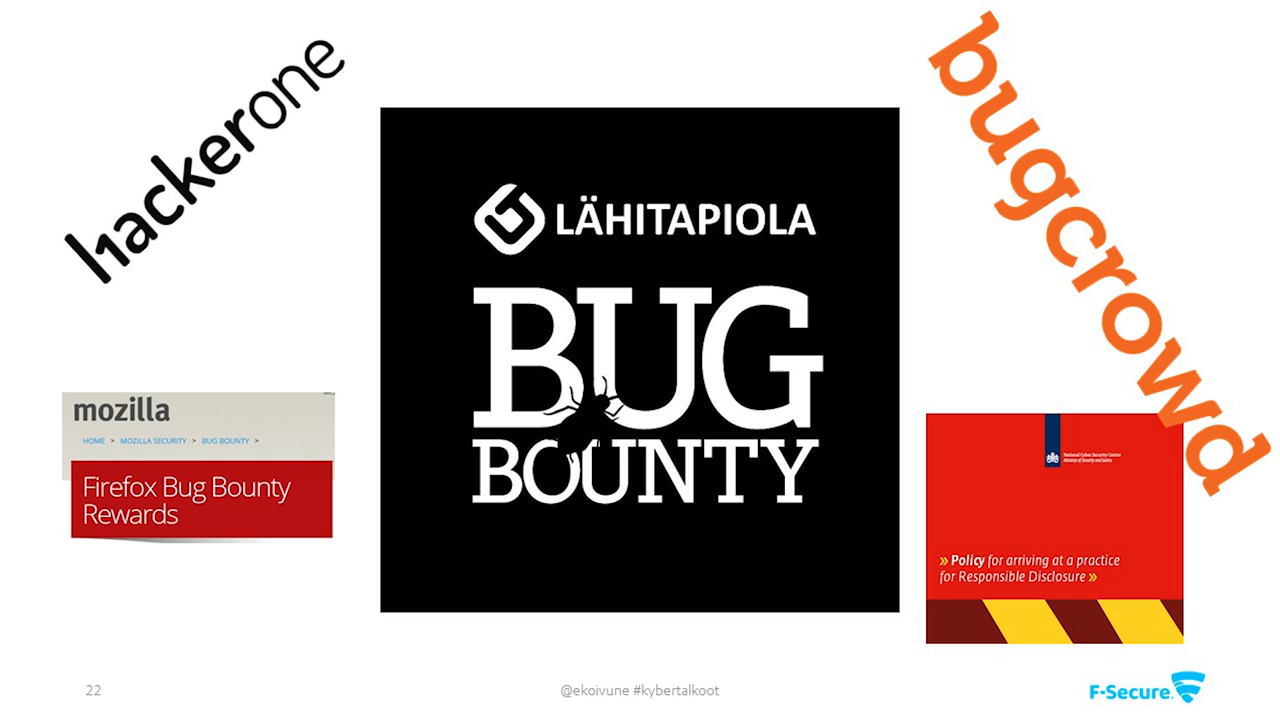 hackerone
bugcrowd
LÄHITAPIOLA
BUG
BOUNTY
mozilla
HOME > MOZILLA SECURITY > BUG BOUNTY >
Firefox Bug Bounty
Rewards
National Cyber Security Centre
Ministry of Security and Justice
» Policy for arriving at a practice
for Responsible Disclosure »
22
@ekoivune #kybertalkoot
F-Secure.